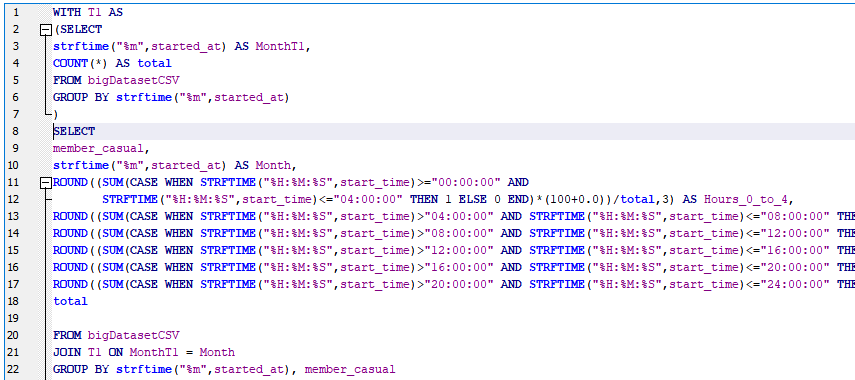 1 WITH T1 AS
2 (SELECT
3 strftime("%m",started_at) AS MonthT1,
4 COUNT(*) AS total
5 FROM bigDatasetCSV
6 GROUP BY strftime("%m",started_at)
7 )
8 SELECT
9 member_casual,
10 strftime("%m",started_at) AS Month,
11 ROUND((SUM(CASE WHEN STRFTIME("%H:%M:%S",start_time)>="00:00:00" AND
12 STRFTIME("%H:%M:%S",start_time)<="04:00:00" THEN 1 ELSE 0 END)*(100+0.0))/total,3) AS Hours_0_to_4,
13 ROUND((SUM(CASE WHEN STRFTIME("%H:%M:%S",start_time)>"04:00:00" AND STRFTIME("%H:%M:%S",start_time)<="08:00:00" THE
14 ROUND((SUM(CASE WHEN STRFTIME("%H:%M:%S",start_time)>"08:00:00" AND STRFTIME("%H:%M:%S",start_time)<="12:00:00" THE
15 ROUND((SUM(CASE WHEN STRFTIME("%H:%M:%S",start_time)>"12:00:00" AND STRFTIME("%H:%M:%S",start_time)<="16:00:00" THE
16 ROUND((SUM(CASE WHEN STRFTIME("%H:%M:%S",start_time)>"16:00:00" AND STRFTIME("%H:%M:%S",start_time)<="20:00:00" THE
17 ROUND((SUM(CASE WHEN STRFTIME("%H:%M:%S",start_time)>"20:00:00" AND STRFTIME("%H:%M:%S",start_time)<="24:00:00" THE
18 total
19
20 FROM bigDatasetCSV
21 JOIN T1 ON MonthT1 = Month
22 GROUP BY strftime("%m",started_at), member_casual